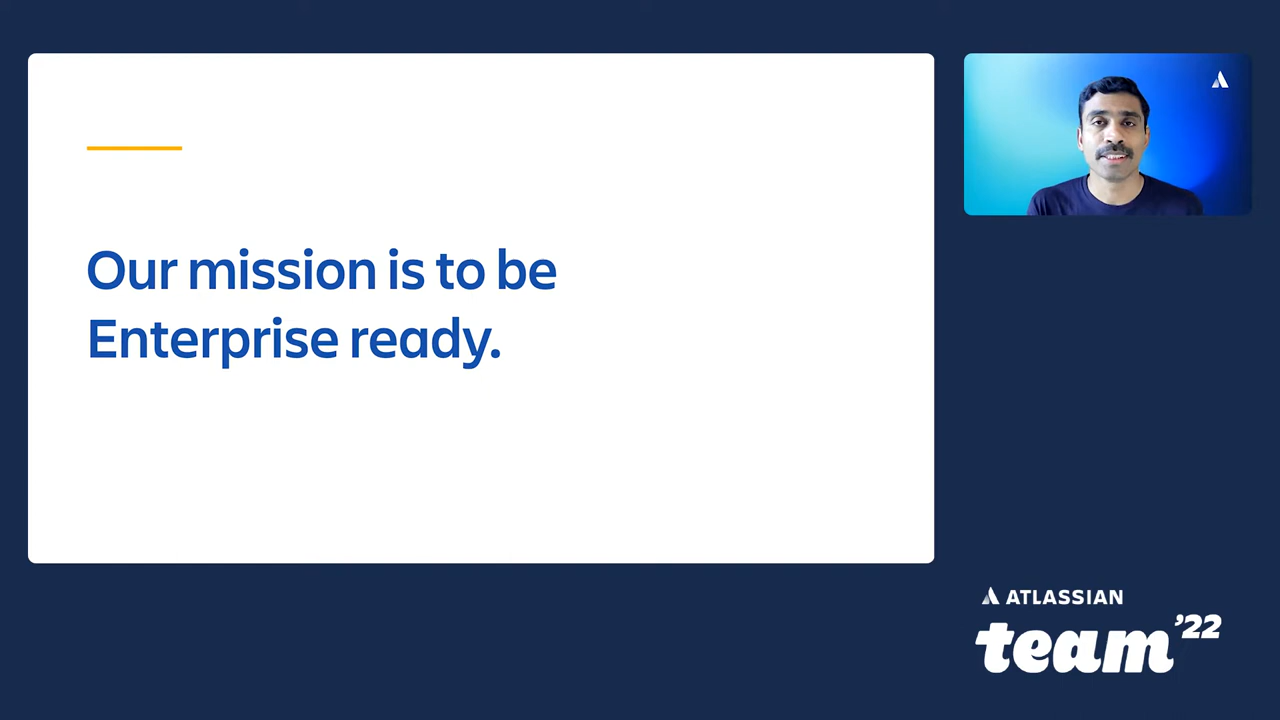 Our mission is to be
Enterprise ready.
ATLASSIAN
team '22